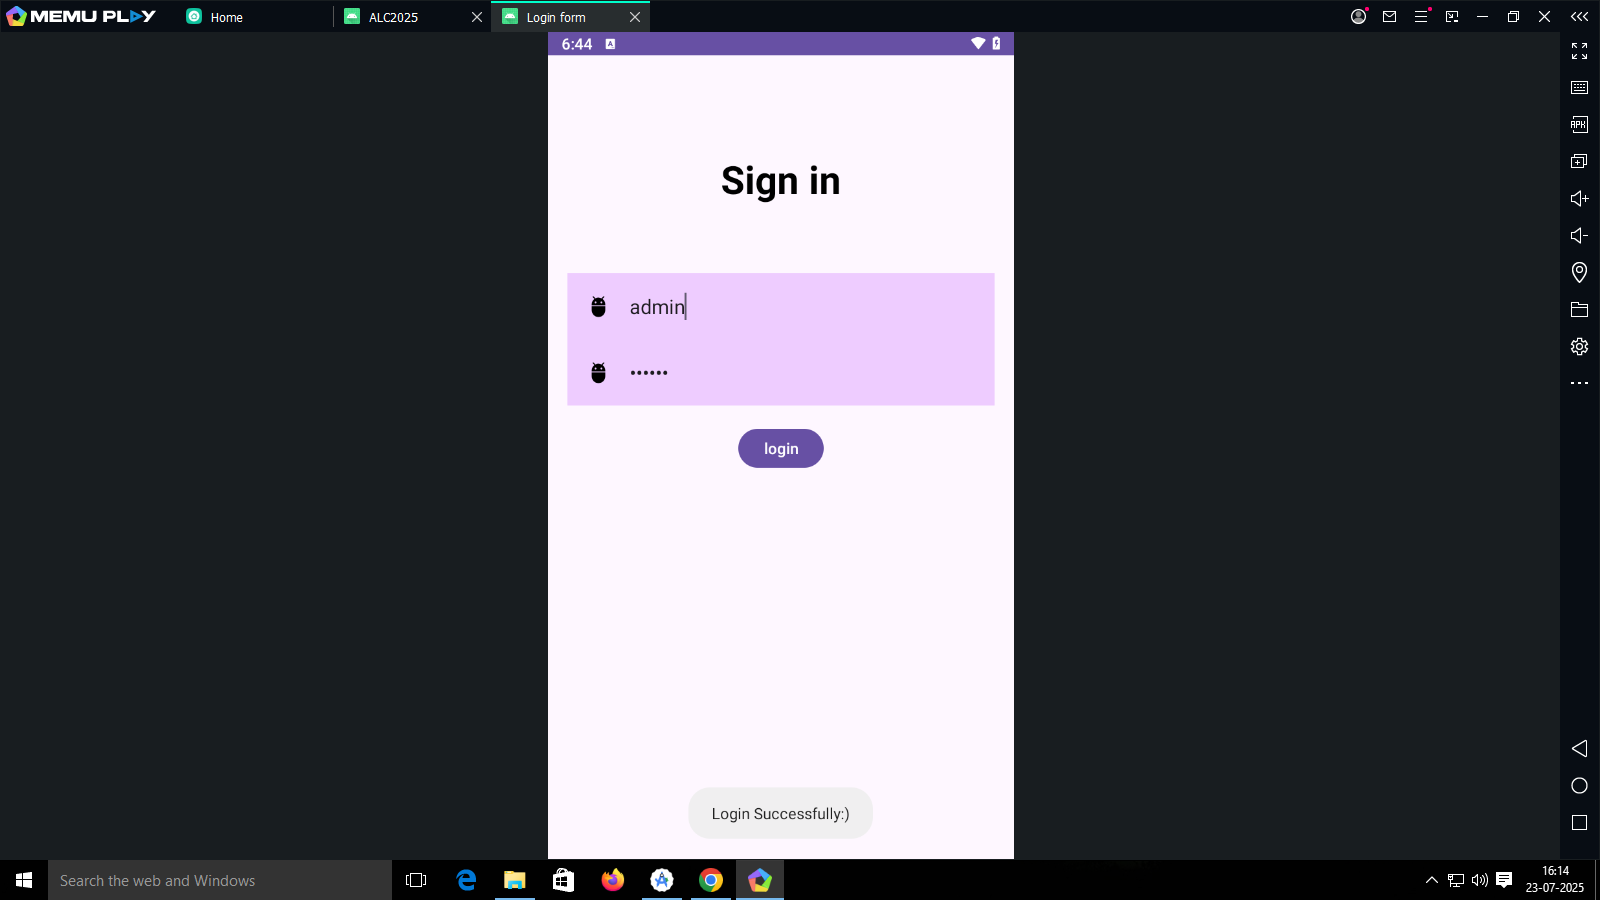 MEMU PLAY
Home
ALC2025
Login form
6:44
A
APK
Sign in
admin
••••••
login
Login Successfully:)
Search the web and Windows
16:14
23-07-2025